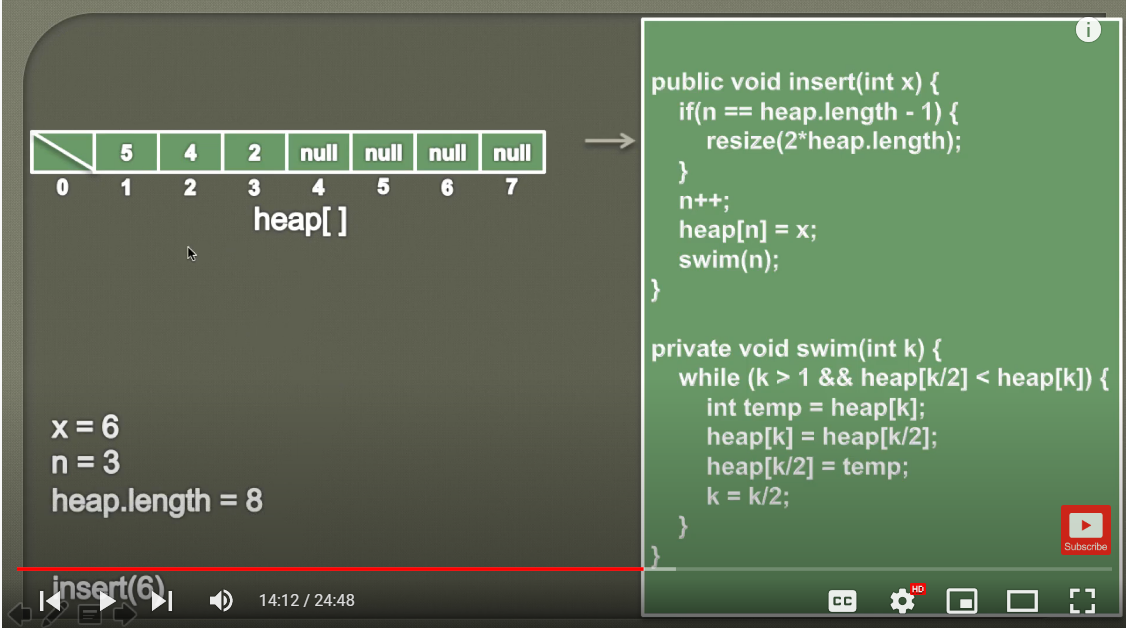 5 4 2 null null null null
0 1 2 3 4 5 6 7
heap[ ]
x = 6
n = 3
heap.length = 8
insert(6)
public void insert(int x) {
if(n == heap.length - 1) {
resize(2*heap.length);
}
n++;
heap[n] = x;
swim(n);
}
private void swim(int k) {
while (k > 1 && heap[k/2] < heap[k]) {
int temp = heap[k];
heap[k] = heap[k/2];
heap[k/2] = temp;
k = k/2;
}
}
i
Subscribe
14:12 / 24:48
CC
HD